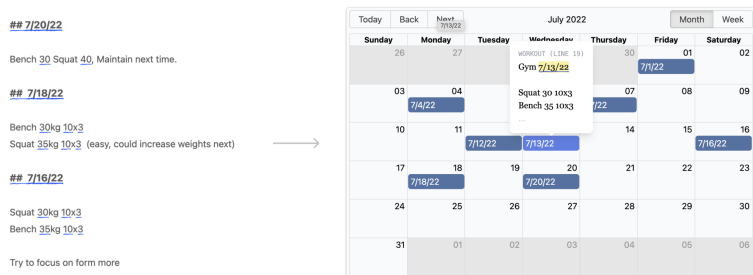 ## 7/20/22
Bench 30 Squat 40, Maintain next time.
## 7/18/22
Bench 30kg 10x3
Squat 35kg 10x3 (easy, could increase weights next)
## 7/16/22
Squat 30kg 10x3
Bench 35kg 10x3
Try to focus on form more
Today Back Next July 2022 Month Week
7/13/22
Sunday Monday Tuesday Wednesday Thursday Friday Saturday
26 27 30 01 02
7/1/22
WORKOUT (LINE 19)
Gym 7/13/22
Squat 30 10x3
Bench 35 10x3
...
03 04 07 08 09
7/4/22 /22
10 11 14 15 16
7/12/22 7/13/22 7/16/22
17 18 19 20 21 22 23
7/18/22 7/20/22
24 25 26 27 28 29 30
31 01 02 03 04 05 06